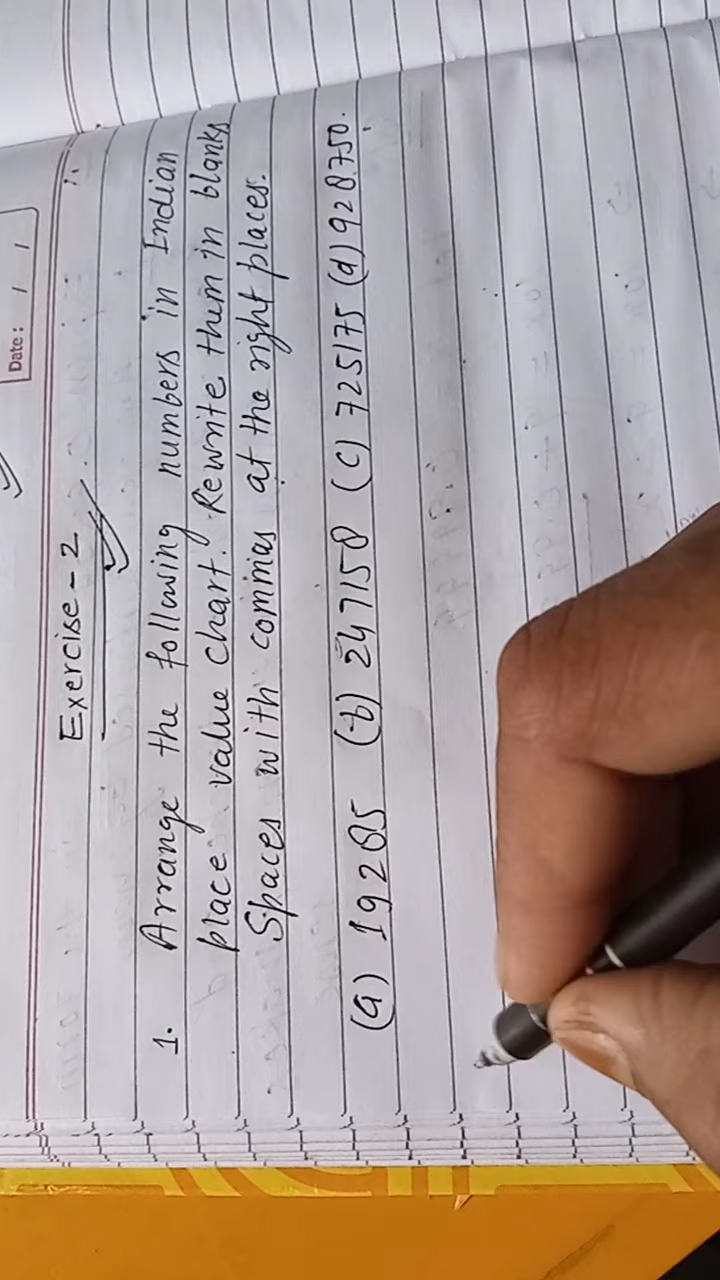 Date : / /
Exercise - 2
1. Arrange the following numbers in Indian
place value chart. Rewrite them in blanks
Spaces with commas at the right places.
(a) 19285 (b) 247158 (c) 725175 (d) 928750.